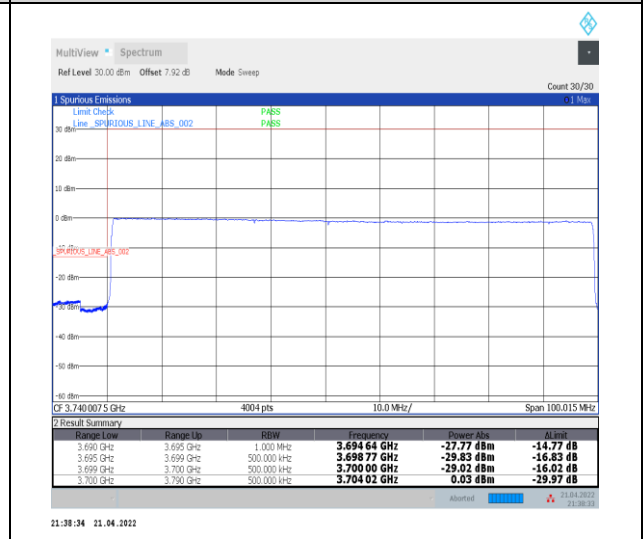 MultiView Spectrum
Ref Level 30.00 dBm Offset 7.92 dB Mode Sweep
Count 30/30
1 Spurious Emissions 1 Max
Limit Check PASS
Line _SPURIOUS_LINE_ABS_002 PASS
30 dBm
20 dBm
10 dBm
0 dBm
-10 dBm
_SPURIOUS_LINE_ABS_002
-20 dBm
-30 dBm
-40 dBm
-50 dBm
-60 dBm
CF 3.7400075 GHz 4004 pts 10.0 MHz/ Span 100.015 MHz
2 Result Summary
Range Low Range Up RBW Frequency Power Abs ΔLimit
3.690 GHz 3.695 GHz 1.000 MHz 3.694 64 GHz -27.77 dBm -14.77 dB
3.695 GHz 3.699 GHz 500.000 kHz 3.698 77 GHz -29.83 dBm -16.83 dB
3.699 GHz 3.700 GHz 500.000 kHz 3.700 00 GHz -29.02 dBm -16.02 dB
3.700 GHz 3.790 GHz 500.000 kHz 3.704 02 GHz 0.03 dBm -29.97 dB
Aborted 21.04.2022
21:38:33
21:38:34 21.04.2022